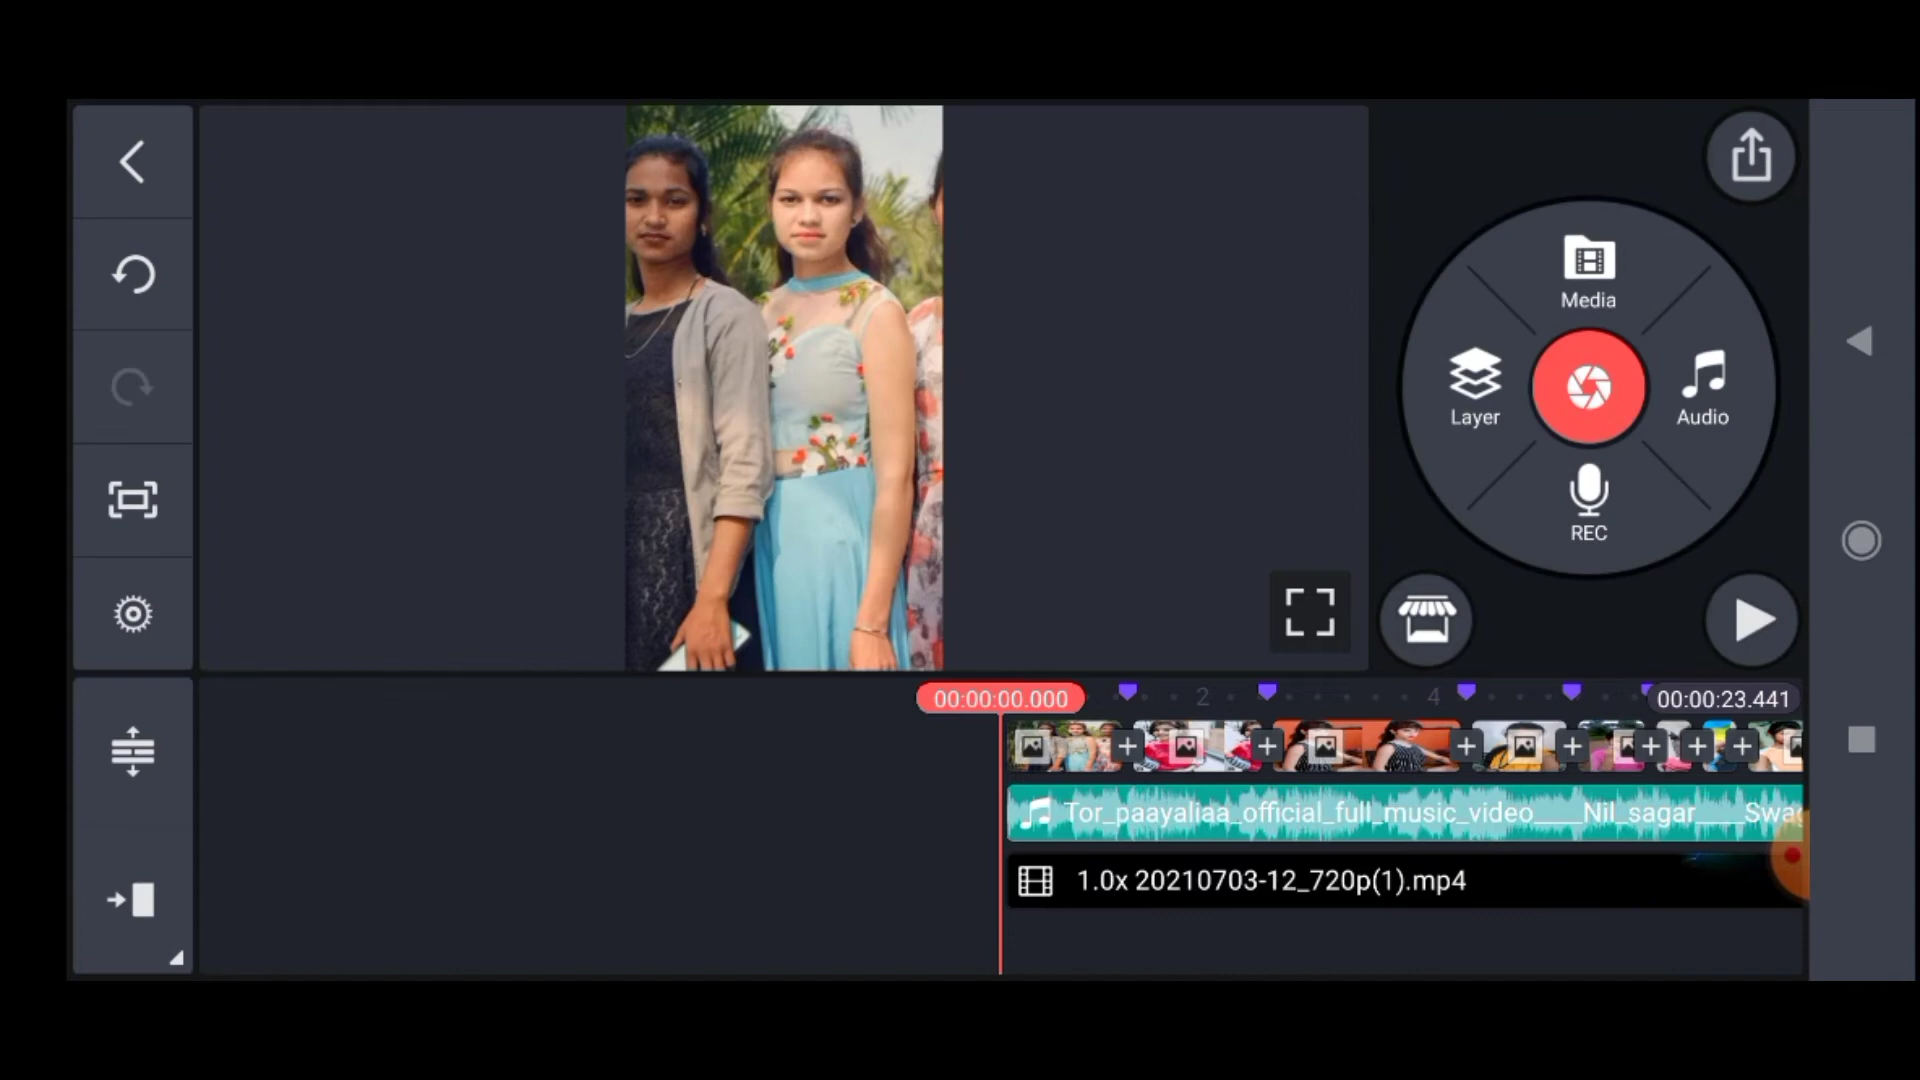 Media
Layer
Audio
REC
00:00:00.000
2
4
00:00:23.441
Tor_paayaliaa_official_full_music_video____Nil_sagar____Swag
1.0x 20210703-12_720p(1).mp4